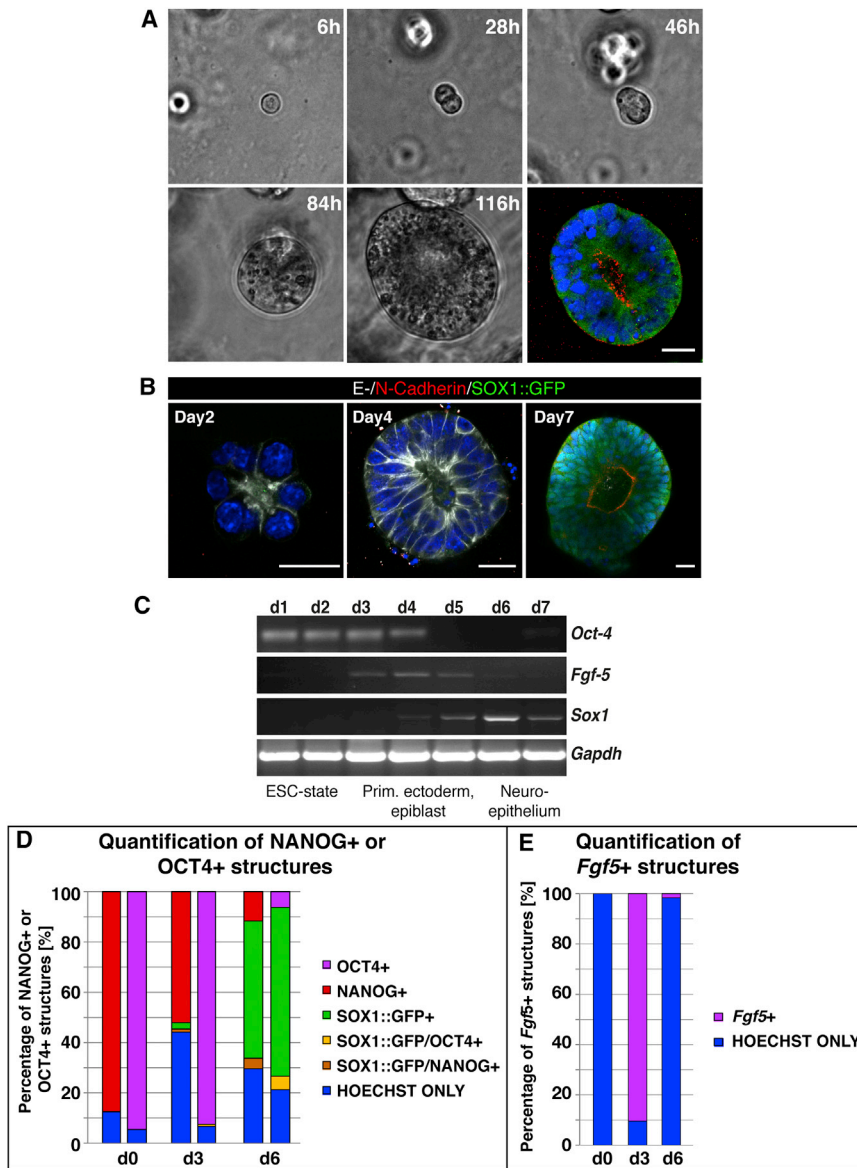 A
6h
28h
46h
84h
116h
B
E-/N-Cadherin/SOX1::GFP
Day2
Day4
Day7
C
d1 d2 d3 d4 d5 d6 d7
Oct-4
Fgf-5
Sox1
Gapdh
ESC-state
Prim. ectoderm,
epiblast
Neuro-
epithelium
D
Quantification of NANOG+ or
OCT4+ structures
Percentage of NANOG+ or
OCT4+ structures [%]
100
80
60
40
20
0
d0 d3 d6
OCT4+
NANOG+
SOX1::GFP+
SOX1::GFP/OCT4+
SOX1::GFP/NANOG+
HOECHST ONLY
E
Quantification of
Fgf5+ structures
Percentage of Fgf5+ structures [%]
100
80
60
40
20
0
d0 d3 d6
Fgf5+
HOECHST ONLY